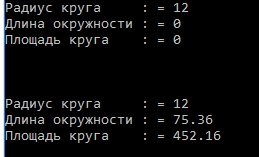 Радиус круга     : = 12
Длина окружности : = 0
Площадь круга    : = 0
Радиус круга     : = 12
Длина окружности : = 75.36
Площадь круга    : = 452.16